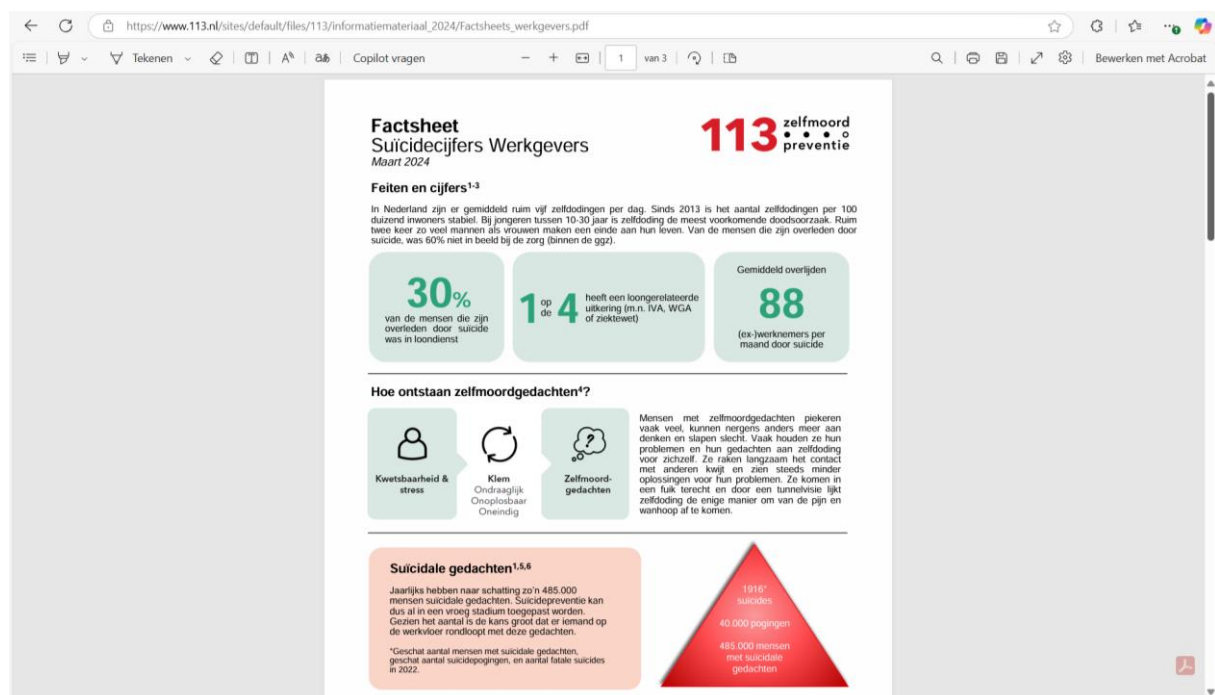 https://www.113.nl/sites/default/files/113/informatiemateriaal_2024/Factsheets_werkgevers.pdf
Tekenen
Copilot vragen
1 van 3
Bewerken met Acrobat
Factsheet
Suïcidecijfers Werkgevers
Maart 2024
113 zelfmoord
preventie
Feiten en cijfers1-3
In Nederland zijn er gemiddeld ruim vijf zelfdodingen per dag. Sinds 2013 is het aantal zelfdodingen per 100
duizend inwoners stabiel. Bij jongeren tussen 10-30 jaar is zelfdoding de meest voorkomende doodsoorzaak. Ruim
twee keer zo veel mannen als vrouwen maken een einde aan hun leven. Van de mensen die zijn overleden door
suïcide, was 60% niet in beeld bij de zorg (binnen de ggz).
30%
van de mensen die zijn
overleden door suïcide
was in loondienst
1 op de 4
heeft een loongerelateerde
uitkering (m.n. IVA, WGA
of ziektewet)
Gemiddeld overlijden
88
(ex-)werknemers per
maand door suïcide
Hoe ontstaan zelfmoordgedachten4?
Kwetsbaarheid &
stress
Klem
Ondraaglijk
Onoplosbaar
Oneindig
Zelfmoord-
gedachten
Mensen met zelfmoordgedachten piekeren
vaak veel, kunnen nergens anders meer aan
denken en slapen slecht. Vaak houden ze hun
problemen en hun gedachten aan zelfdoding
voor zichzelf. Ze raken langzaam het contact
met anderen kwijt en zien steeds minder
oplossingen voor hun problemen. Ze komen in
een fuik terecht en door een tunnelvisie lijkt
zelfdoding de enige manier om van de pijn en
wanhoop af te komen.
Suïcidale gedachten1,5,6
Jaarlijks hebben naar schatting zo'n 485.000
mensen suïcidale gedachten. Suïcidepreventie kan
dus al in een vroeg stadium toegepast worden.
Gezien het aantal is de kans groot dat er iemand op
de werkvloer rondloopt met deze gedachten.
*Geschat aantal mensen met suïcidale gedachten,
geschat aantal suïcidepogingen, en aantal fatale suïcides
in 2022.
1916*
suïcides
40.000 pogingen
485.000 mensen
met suïcidale
gedachten